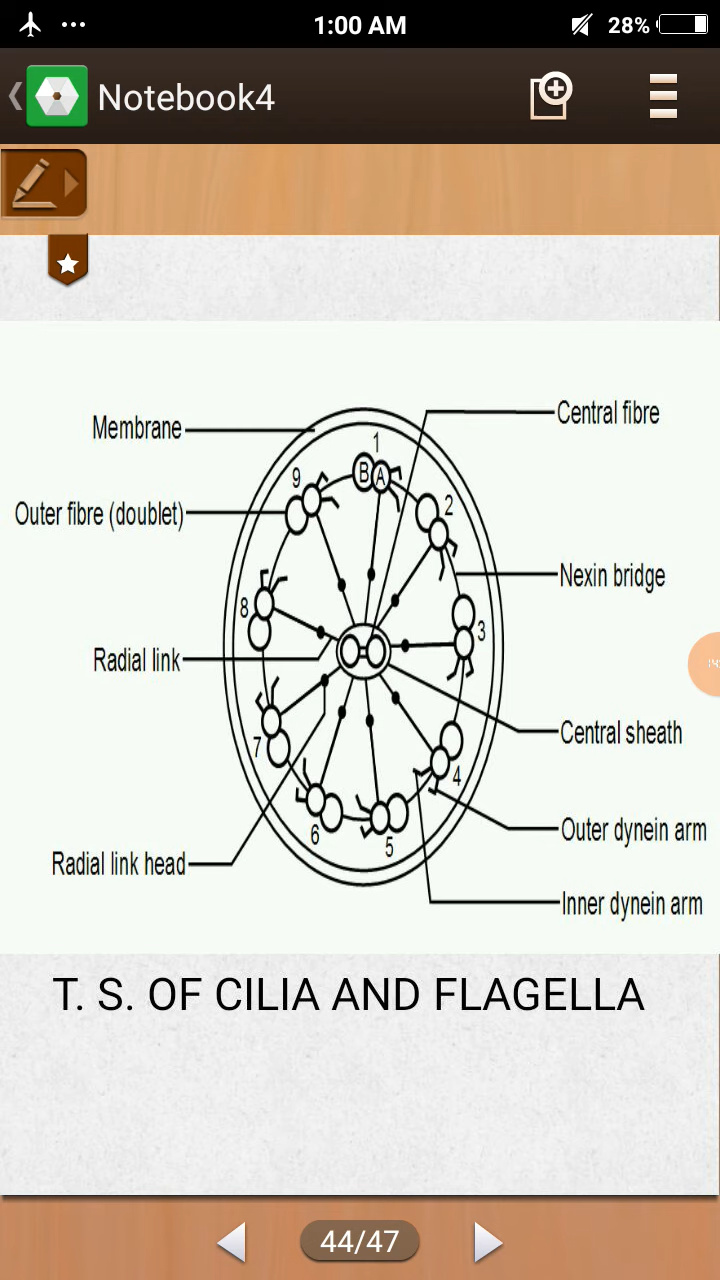 1:00 AM
28%
Notebook4
Central fibre
Membrane
1
B A
9
2
Outer fibre (doublet)
Nexin bridge
8
3
Radial link
Central sheath
7
4
Outer dynein arm
6
5
Radial link head
Inner dynein arm
T. S. OF CILIA AND FLAGELLA
44/47